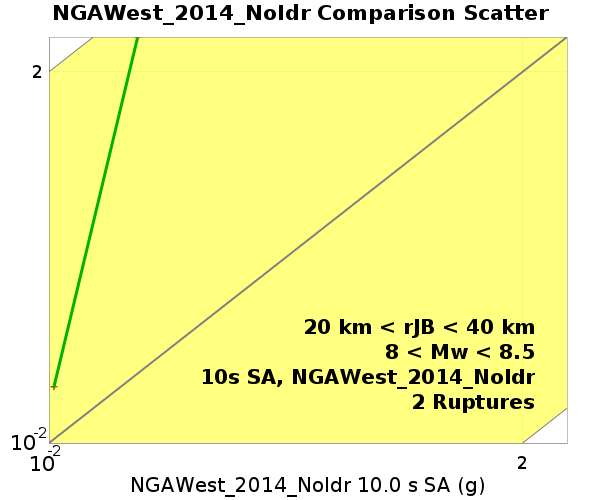 NGAWest_2014_NoIdr Comparison Scatter
2
20 km < rJB < 40 km
8 < Mw < 8.5
10s SA, NGAWest_2014_NoIdr
2 Ruptures
10-2
10-2
2
NGAWest_2014_NoIdr 10.0 s SA (g)